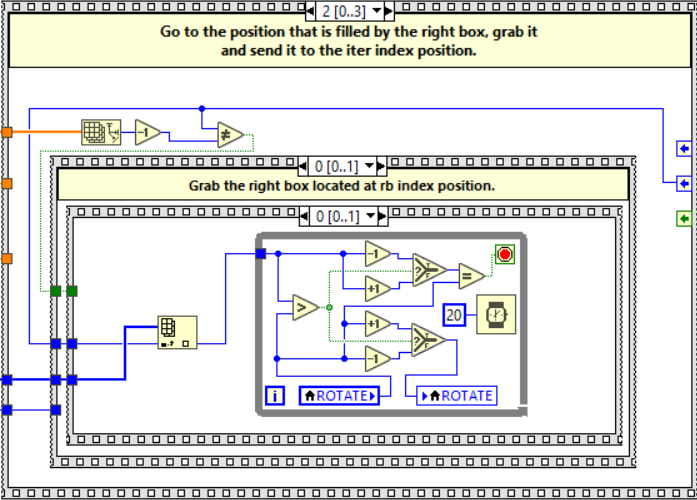 2 [0..3]
Go to the position that is filled by the right box, grab it
and send it to the iter index position.
-1
≠
0 [0..1]
Grab the right box located at rb index position.
0 [0..1]
-1
? T F
=
+1
>
+1
20
? T F
-1
i
ROTATE
ROTATE